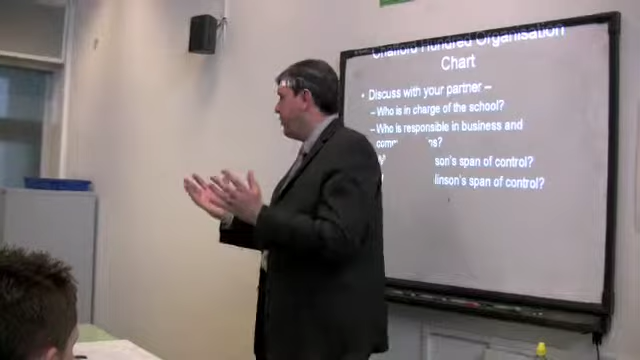 Chafford Hundred Organisation
Chart
• Discuss with your partner –
– Who is in charge of the school?
– Who is responsible in business and
son's span of control?
linson's span of control?